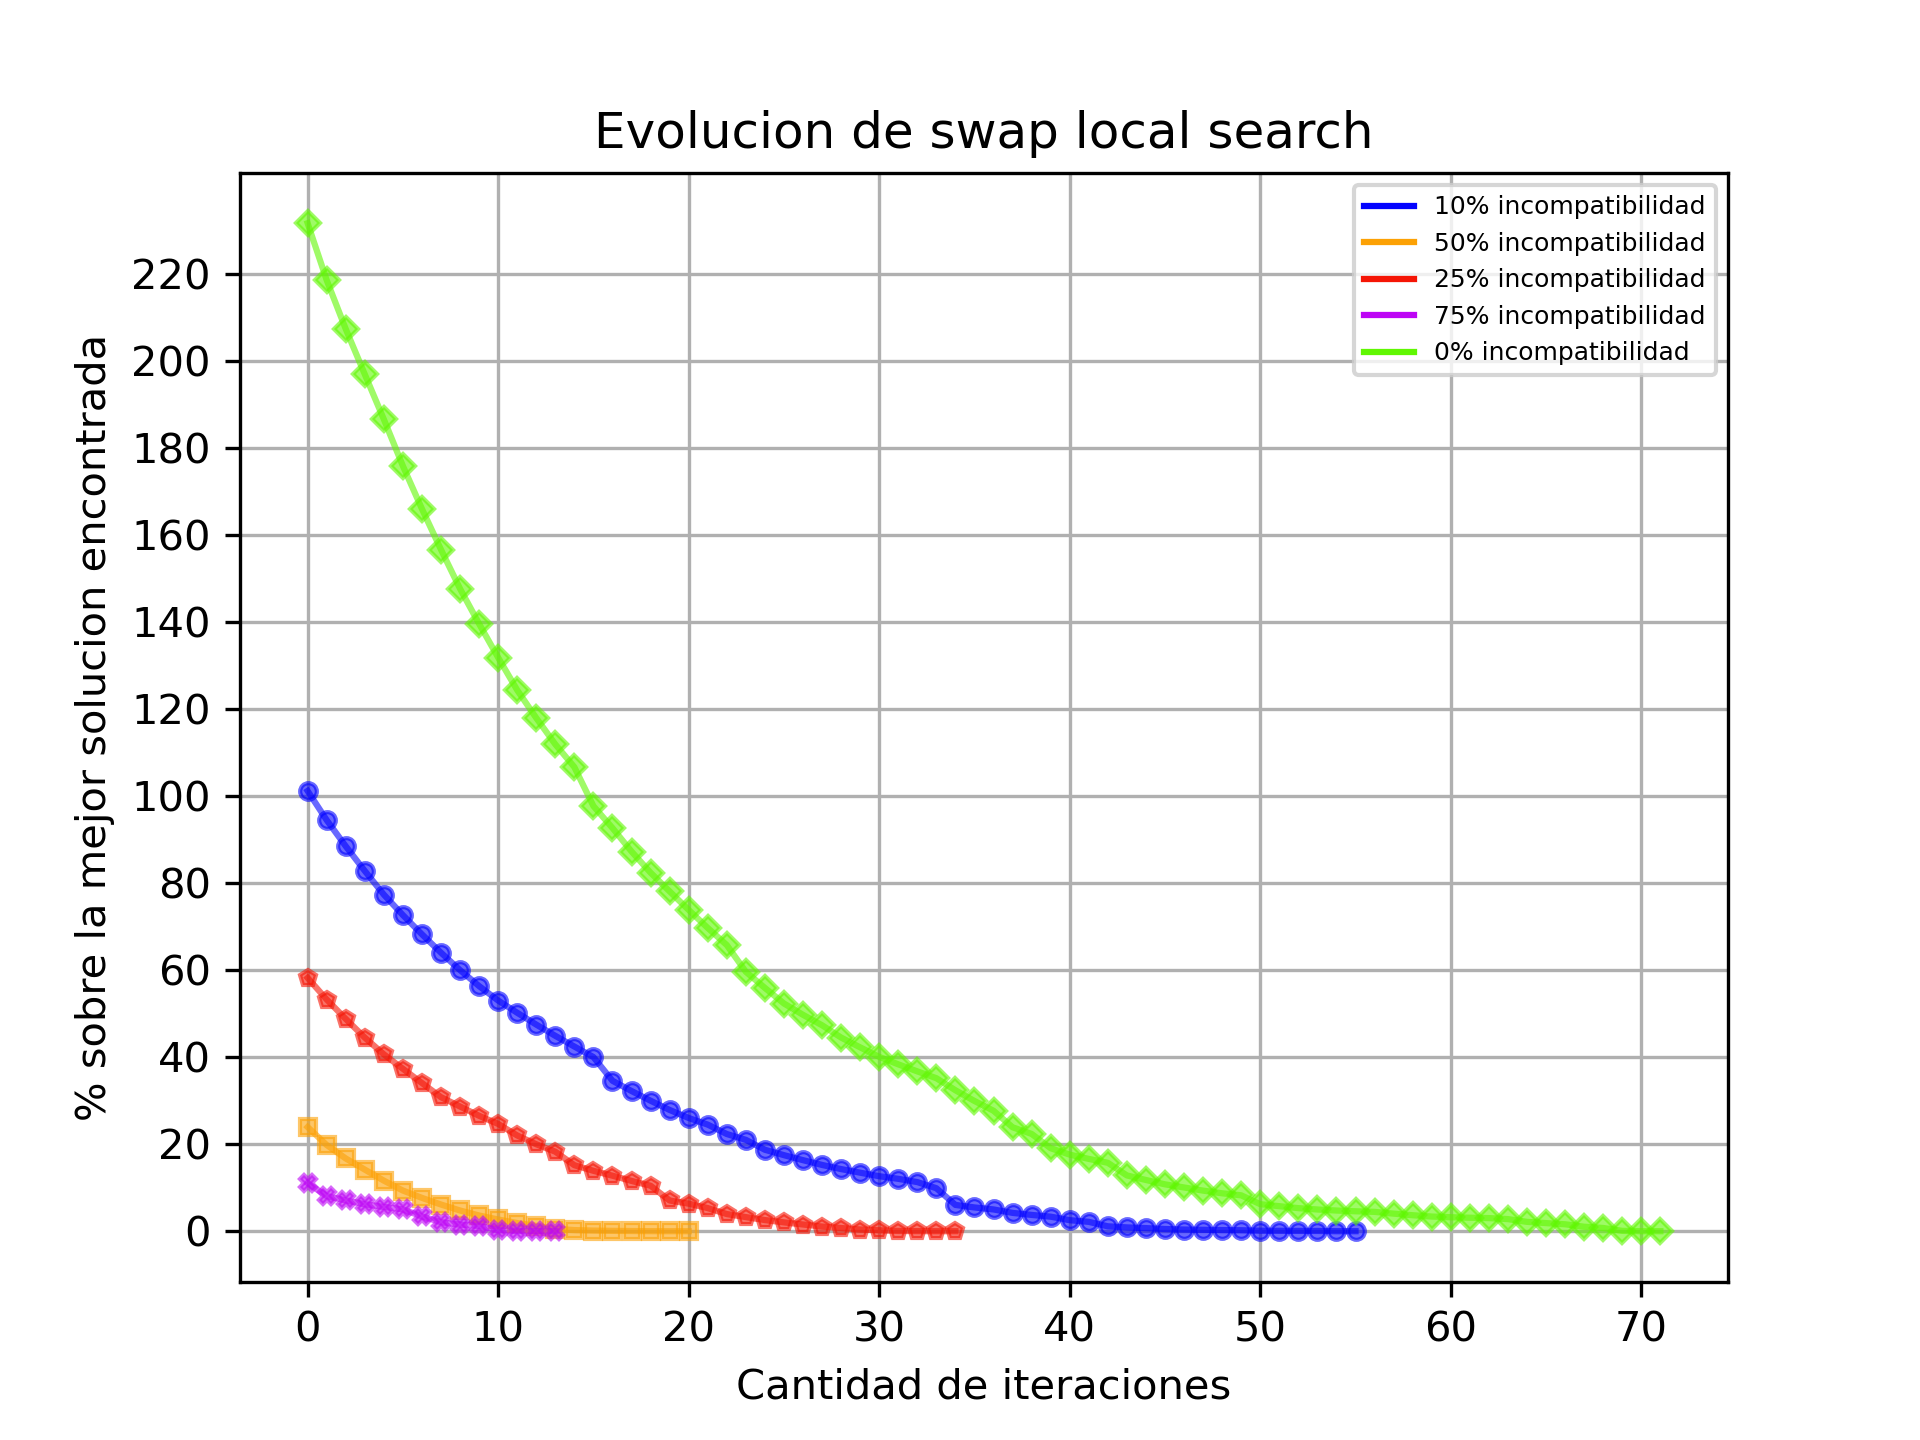 Evolucion de swap local search
10% incompatibilidad
50% incompatibilidad
25% incompatibilidad
75% incompatibilidad
0% incompatibilidad
% sobre la mejor solucion encontrada
220
200
180
160
140
120
100
80
60
40
20
0
0 10 20 30 40 50 60 70
Cantidad de iteraciones